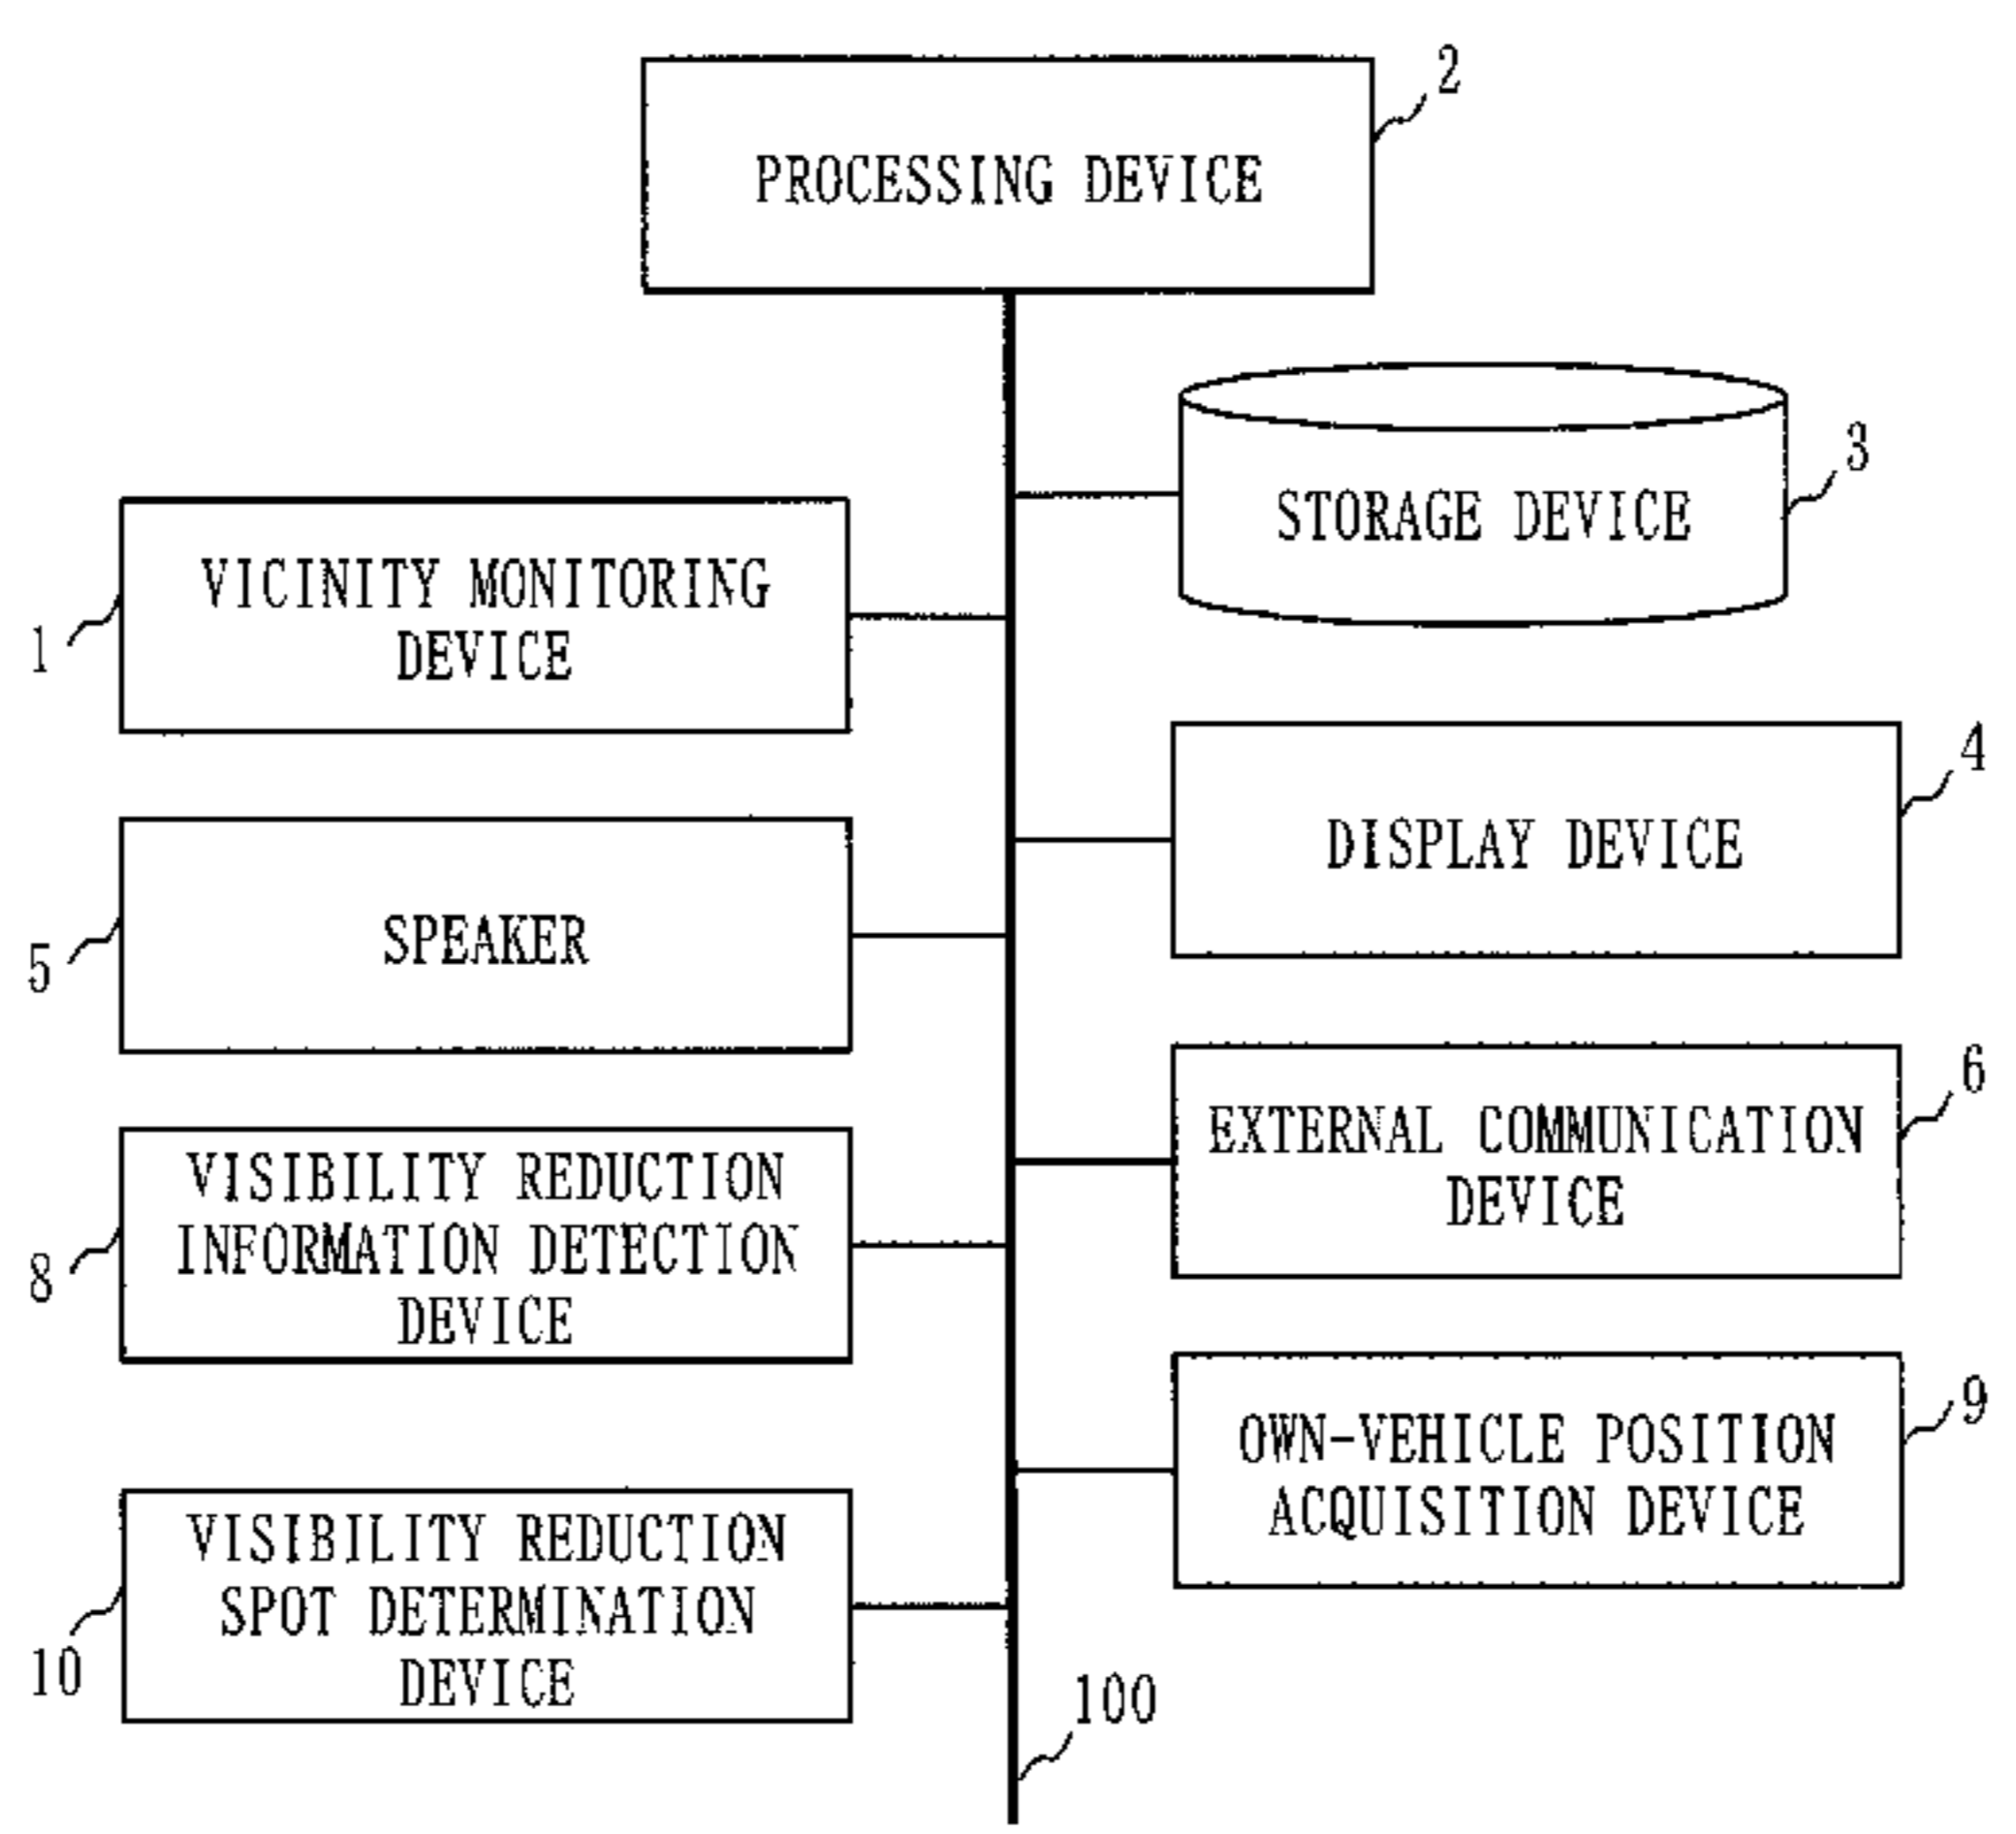 2
PROCESSING DEVICE
3
STORAGE DEVICE
1
VICINITY MONITORING
DEVICE
4
DISPLAY DEVICE
5
SPEAKER
6
EXTERNAL COMMUNICATION
DEVICE
8
VISIBILITY REDUCTION
INFORMATION DETECTION
DEVICE
9
OWN-VEHICLE POSITION
ACQUISITION DEVICE
10
VISIBILITY REDUCTION
SPOT DETERMINATION
DEVICE
100